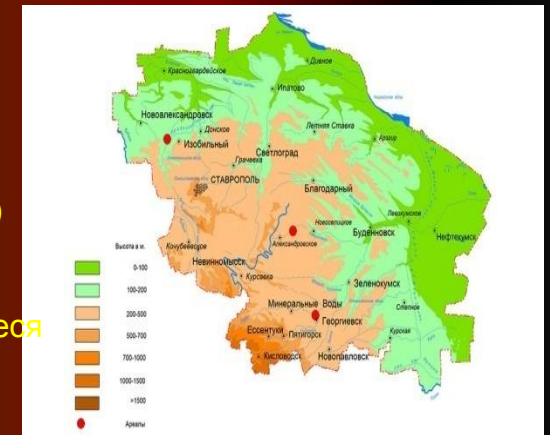 Дивное
Красногвардейское
Ипатово
Новоалександровск
Донское
Летняя Ставка
Арзгир
Изобильный
Светлоград
Грачевка
СТАВРОПОЛЬ
Благодарный
Левокумское
Новоселицкое
Буденновск
Нефтекумск
Александровское
Кочубеевское
Невинномысск
Курсавка
Зеленокумск
Минеральные Воды
Степное
Георгиевск
Ессентуки
Пятигорск
Курская
Кисловодск
Новопавловск
Высота в м.
0-100
100-200
200-500
500-700
700-1000
1000-1500
>1500
Ареалы
)
еся